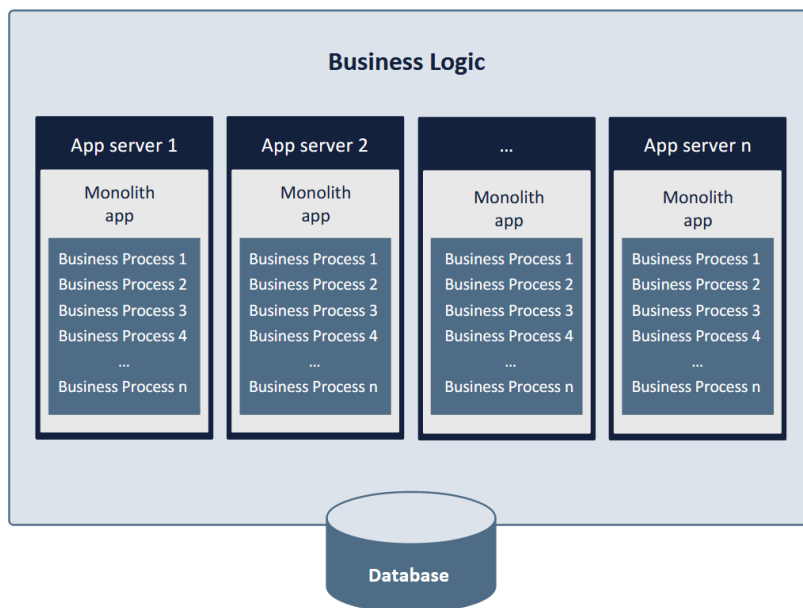 Business Logic
App server 1
Monolith
app
Business Process 1
Business Process 2
Business Process 3
Business Process 4
...
Business Process n
App server 2
Monolith
app
Business Process 1
Business Process 2
Business Process 3
Business Process 4
...
Business Process n
...
Monolith
app
Business Process 1
Business Process 2
Business Process 3
Business Process 4
...
Business Process n
App server n
Monolith
app
Business Process 1
Business Process 2
Business Process 3
Business Process 4
...
Business Process n
Database